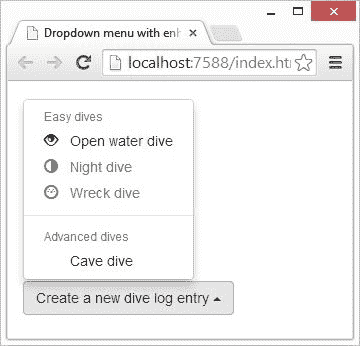 Dropdown menu with enh
localhost:7588/index.htm
Easy dives
Open water dive
Night dive
Wreck dive
Advanced dives
Cave dive
Create a new dive log entry